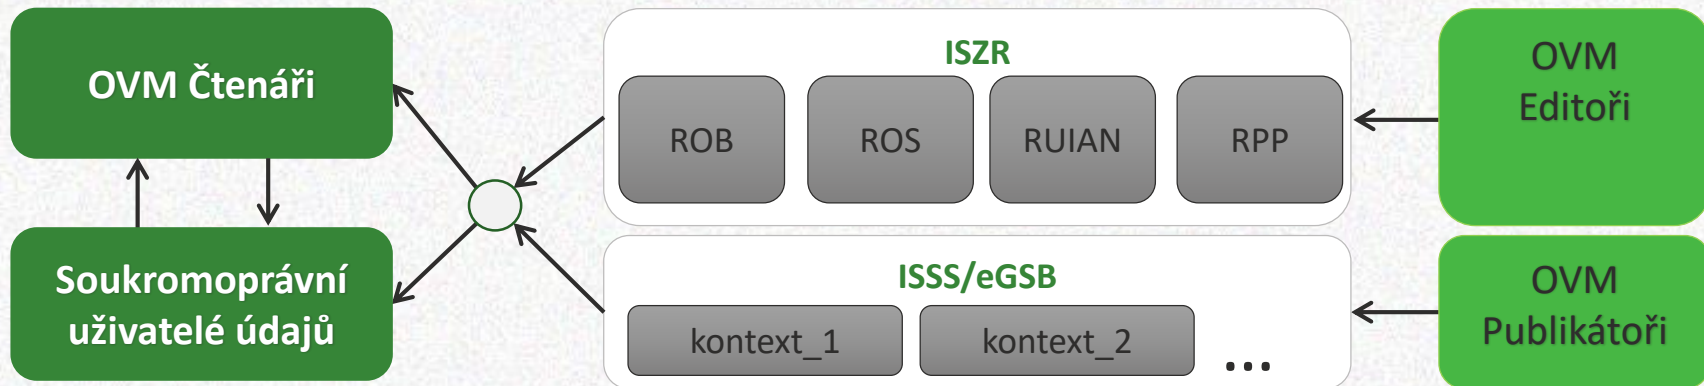 OVM Čtenáři
Soukromoprávní
uživatelé údajů
ISZR
ROB
ROS
RUIAN
RPP
ISSS/eGSB
kontext_1
kontext_2
...
OVM
Editoři
OVM
Publikátoři